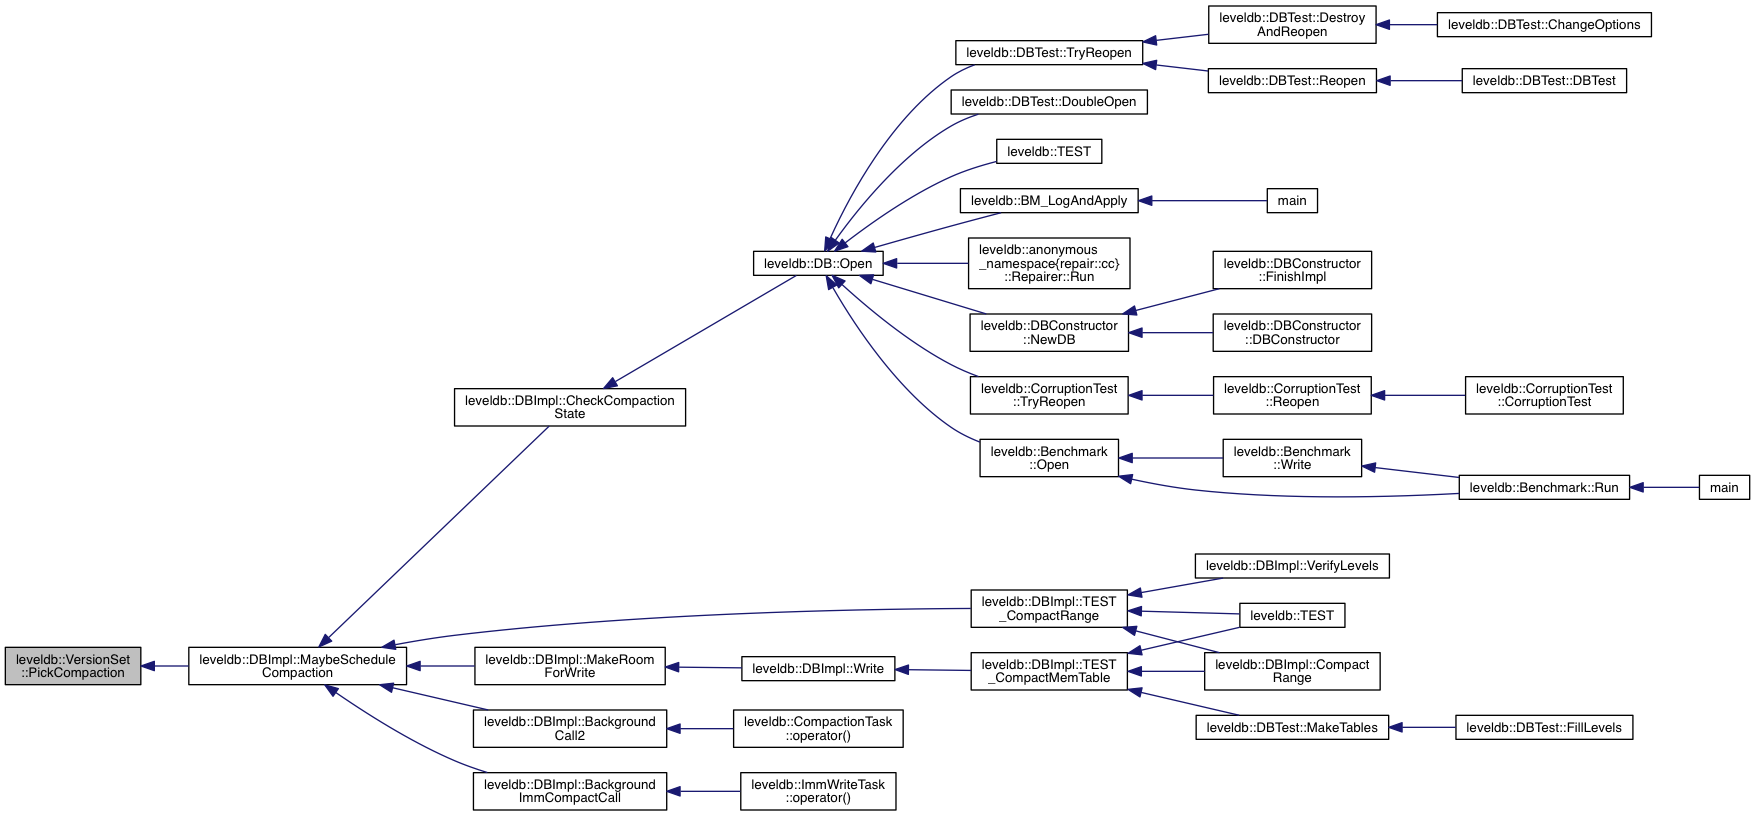 leveldb::DBTest::Destroy
AndReopen
leveldb::DBTest::ChangeOptions
leveldb::DBTest::TryReopen
leveldb::DBTest::Reopen
leveldb::DBTest::DBTest
leveldb::DBTest::DoubleOpen
leveldb::TEST
leveldb::BM_LogAndApply
main
leveldb::DB::Open
leveldb::anonymous
_namespace{repair::cc}
::Repairer::Run
leveldb::DBConstructor
::FinishImpl
leveldb::DBConstructor
::NewDB
leveldb::DBConstructor
::DBConstructor
leveldb::DBImpl::CheckCompaction
State
leveldb::CorruptionTest
::TryReopen
leveldb::CorruptionTest
::Reopen
leveldb::CorruptionTest
::CorruptionTest
leveldb::Benchmark
::Open
leveldb::Benchmark
::Write
leveldb::Benchmark::Run
main
leveldb::DBImpl::VerifyLevels
leveldb::DBImpl::TEST
_CompactRange
leveldb::TEST
leveldb::VersionSet
::PickCompaction
leveldb::DBImpl::MaybeSchedule
Compaction
leveldb::DBImpl::MakeRoom
ForWrite
leveldb::DBImpl::Write
leveldb::DBImpl::TEST
_CompactMemTable
leveldb::DBImpl::Compact
Range
leveldb::DBImpl::Background
Call2
leveldb::CompactionTask
::operator()
leveldb::DBTest::MakeTables
leveldb::DBTest::FillLevels
leveldb::DBImpl::Background
ImmCompactCall
leveldb::ImmWriteTask
::operator()